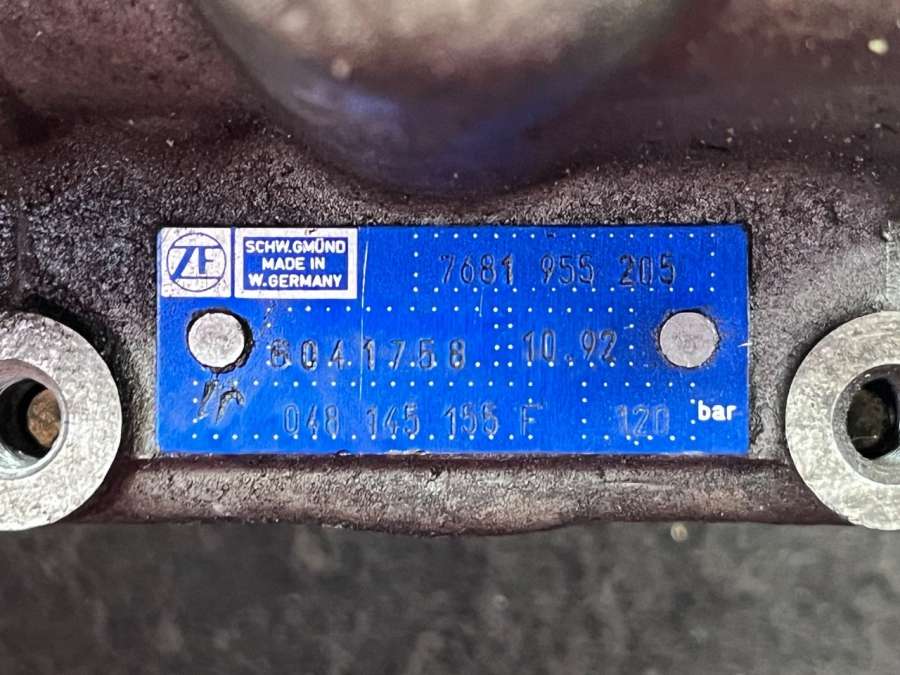 ZF
SCHW.GMÜND
MADE IN
W.GERMANY
7681 955 205
6041758 10.92
048 145 155 F 120 bar